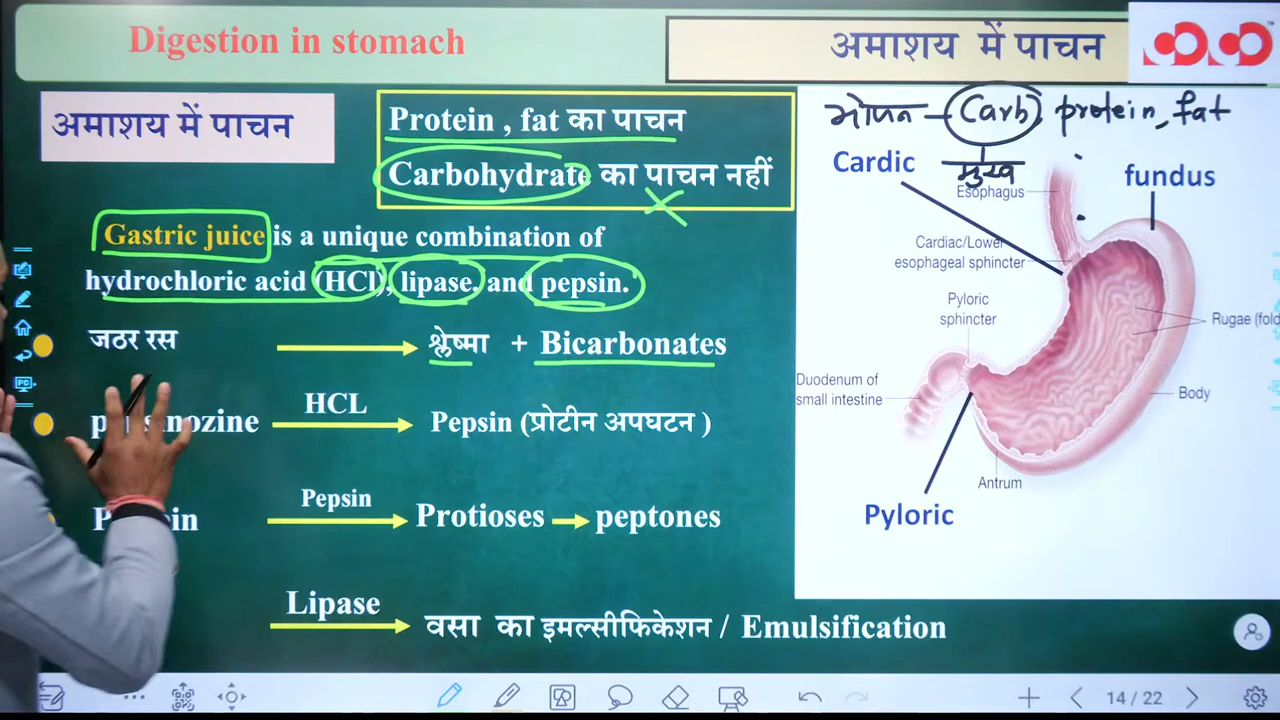 Digestion in stomach
अमाशय में पाचन
अमाशय में पाचन
Protein , fat का पाचन
Carbohydrate का पाचन नहीं
Gastric juice is a unique combination of
hydrochloric acid (HCl), lipase, and pepsin.
जठर रस → श्लेष्मा + Bicarbonates
HCL
Pepsin (प्रोटीन अपघटन )
Pepsin
Protioses → peptones
Lipase
वसा का इमल्सीफिकेशन / Emulsification
भोजन – Carb, protein, fat
मुख
Cardic
fundus
Esophagus
Cardiac/Lower
esophageal sphincter
Pyloric
sphincter
Rugae
Duodenum of
small intestine
Body
Antrum
Pyloric
14 / 22